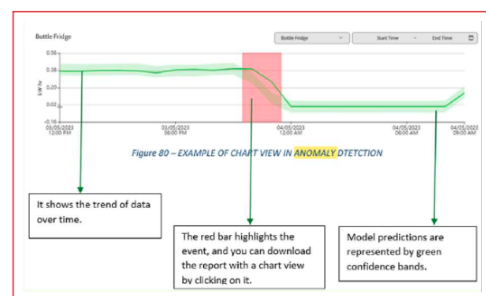 Bottle Fridge
Bottle Fridge
Start Time - End Time
0.36
0.20
0.02
-0.16
kW hr
03/05/2023
12:00 PM
03/05/2023
06:00 PM
04/05/2023
12:00 AM
04/05/2023
06:00 AM
04/05/2023
09:00 AM
Figure 80 – EXAMPLE OF CHART VIEW IN ANOMALY DTETCTION
It shows the trend of data
over time.
The red bar highlights the
event, and you can download
the report with a chart view
by clicking on it.
Model predictions are
represented by green
confidence bands.